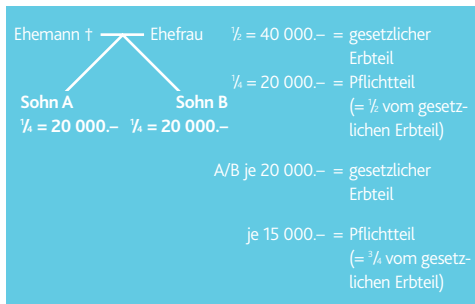 Ehemann † Ehefrau ½ = 40 000.– = gesetzlicher
Erbteil
¼ = 20 000.– = Pflichtteil
Sohn A Sohn B (= ½ vom gesetz-
¼ = 20 000.– ¼ = 20 000.– lichen Erbteil)
A/B je 20 000.– = gesetzlicher
Erbteil
je 15 000.– = Pflichtteil
(= ¾ vom gesetz-
lichen Erbteil)